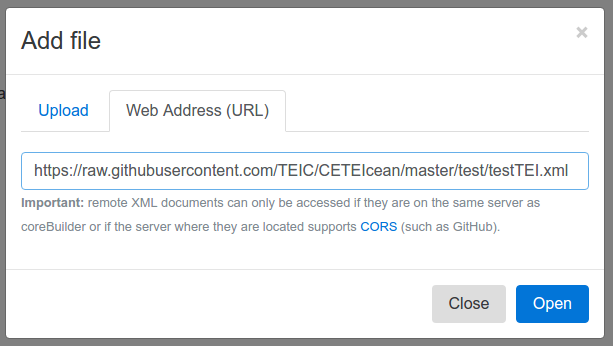 Add file
×
Upload
Web Address (URL)
https://raw.githubusercontent.com/TEIC/CETEIcean/master/test/testTEI.xml
Important: remote XML documents can only be accessed if they are on the same server as
coreBuilder or if the server where they are located supports CORS (such as GitHub).
Close
Open